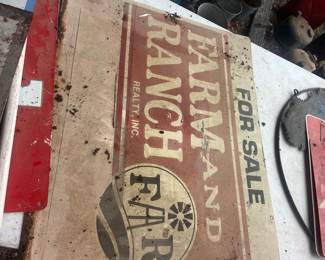 FOR SALE
FARM AND
RANCH
REALTY, INC.
F.A.R.